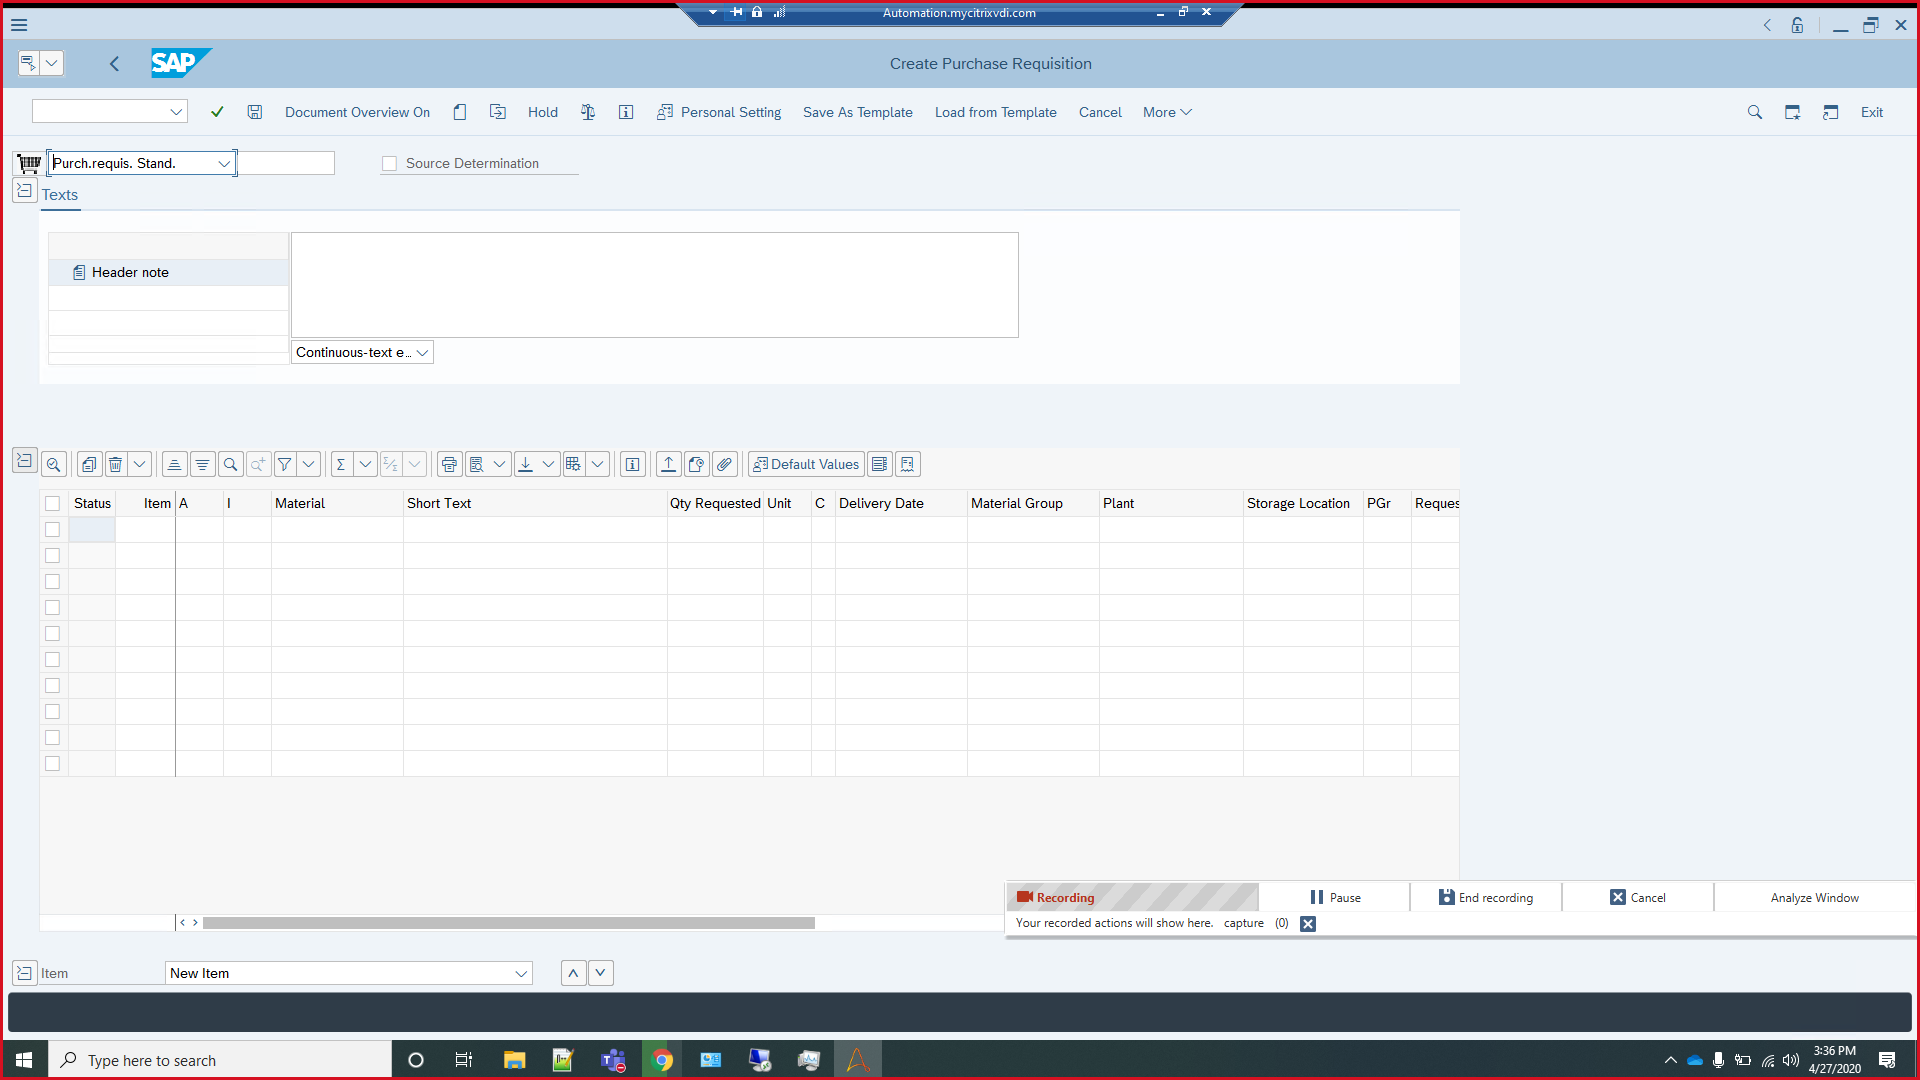 Automation.mycitrixvdi.com
SAP
Create Purchase Requisition
Document Overview On
Hold
Personal Setting
Save As Template
Load from Template
Cancel
More
Exit
Purch.requis. Stand.
Source Determination
Texts
Header note
Continuous-text e...
Default Values
Status Item A I Material Short Text Qty Requested Unit C Delivery Date Material Group Plant Storage Location PGr Reques
Recording
Pause
End recording
Cancel
Analyze Window
Your recorded actions will show here. capture (0)
Item
New Item
Type here to search
3:36 PM
4/27/2020